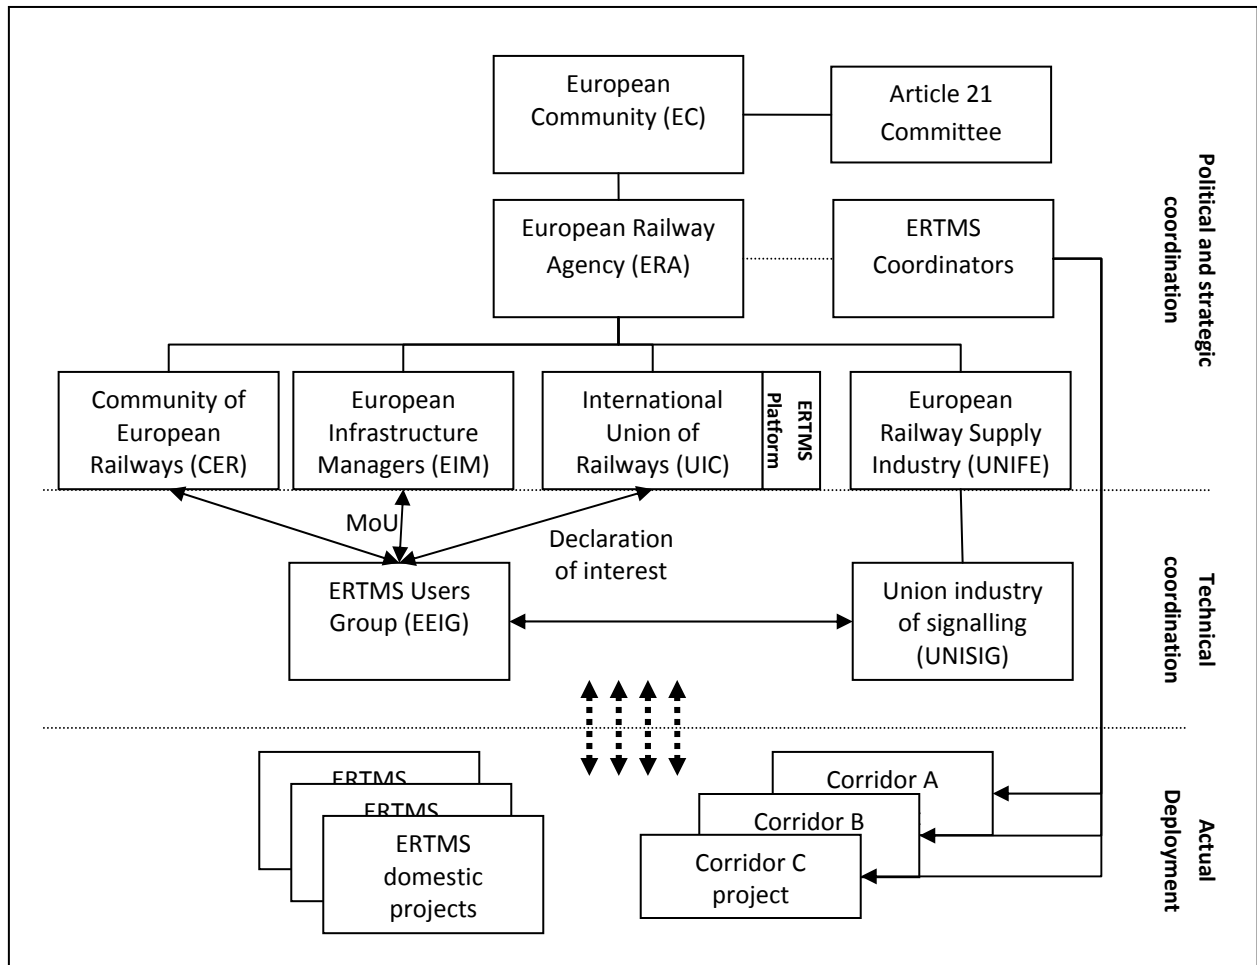 European
Community (EC)
Article 21
Committee
European Railway
Agency (ERA)
ERTMS
Coordinators
Political and strategic
coordination
Community of
European
Railways (CER)
European
Infrastructure
Managers (EIM)
International
Union of
Railways (UIC)
ERTMS
Platform
European
Railway Supply
Industry (UNIFE)
MoU
Declaration
of interest
ERTMS Users
Group (EEIG)
Union industry
of signalling
(UNISIG)
Technical
coordination
ERTMS
ERTMS
ERTMS
domestic
projects
Corridor A
Corridor B
Corridor C
project
Actual
Deployment